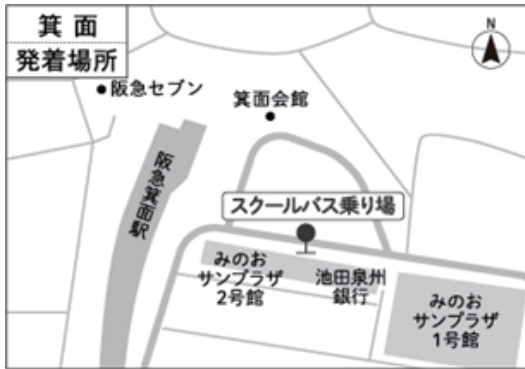 箕面
発着場所
N
●阪急セブン
箕面会館
阪急箕面駅
スクールバス乗り場
みのお
サンプラザ
2号館
池田泉州
銀行
みのお
サンプラザ
1号館